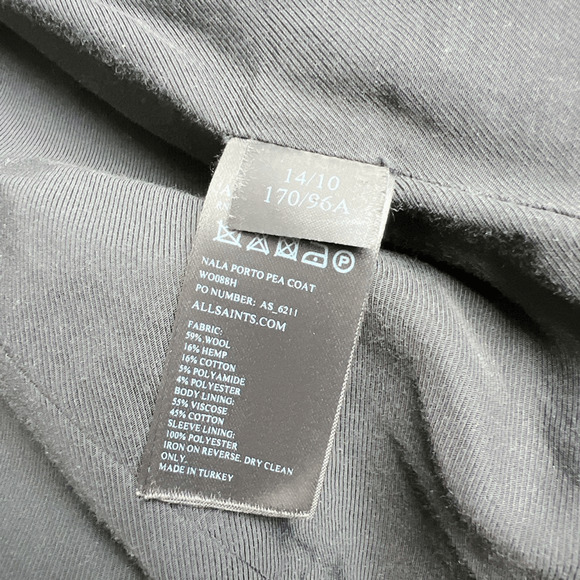 14/10
170/96A
NALA PORTO PEA COAT
WO088H
PO NUMBER: AS_6211
ALLSAINTS.COM
FABRIC:
59% WOOL
16% HEMP
16% COTTON
5% POLYAMIDE
4% POLYESTER
BODY LINING:
55% VISCOSE
45% COTTON
SLEEVE LINING:
100% POLYESTER
IRON ON REVERSE. DRY CLEAN
ONLY.
MADE IN TURKEY